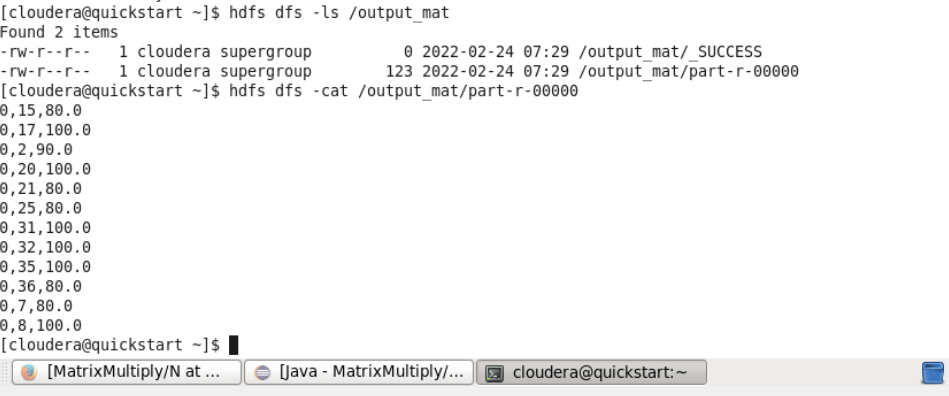 [cloudera@quickstart ~]$ hdfs dfs -ls /output_mat
Found 2 items
-rw-r--r--   1 cloudera supergroup          0 2022-02-24 07:29 /output_mat/_SUCCESS
-rw-r--r--   1 cloudera supergroup        123 2022-02-24 07:29 /output_mat/part-r-00000
[cloudera@quickstart ~]$ hdfs dfs -cat /output_mat/part-r-00000
0,15,80.0
0,17,100.0
0,2,90.0
0,20,100.0
0,21,80.0
0,25,80.0
0,31,100.0
0,32,100.0
0,35,100.0
0,36,80.0
0,7,80.0
0,8,100.0
[cloudera@quickstart ~]$
[MatrixMultiply/N at ... [Java - MatrixMultiply/... cloudera@quickstart:~